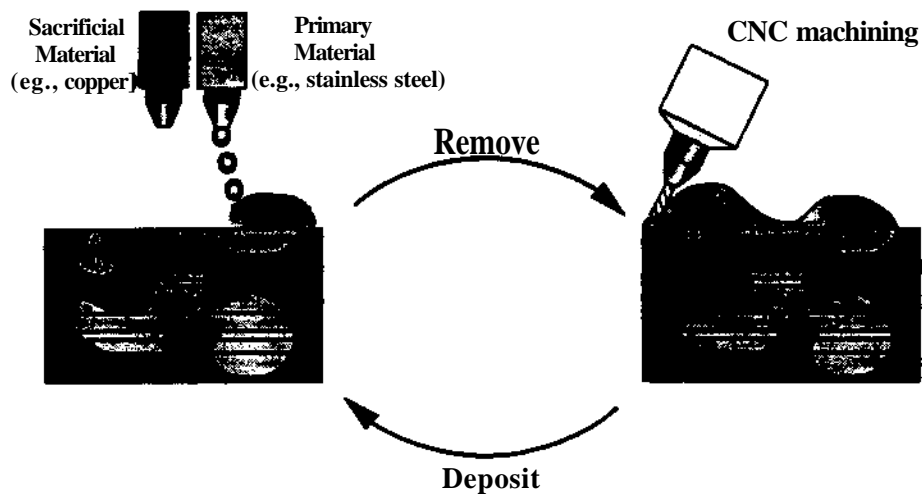 Sacrificial
Material
(eg., copper]
Primary
Material
(e.g., stainless steel)
CNC machining
Remove
Deposit